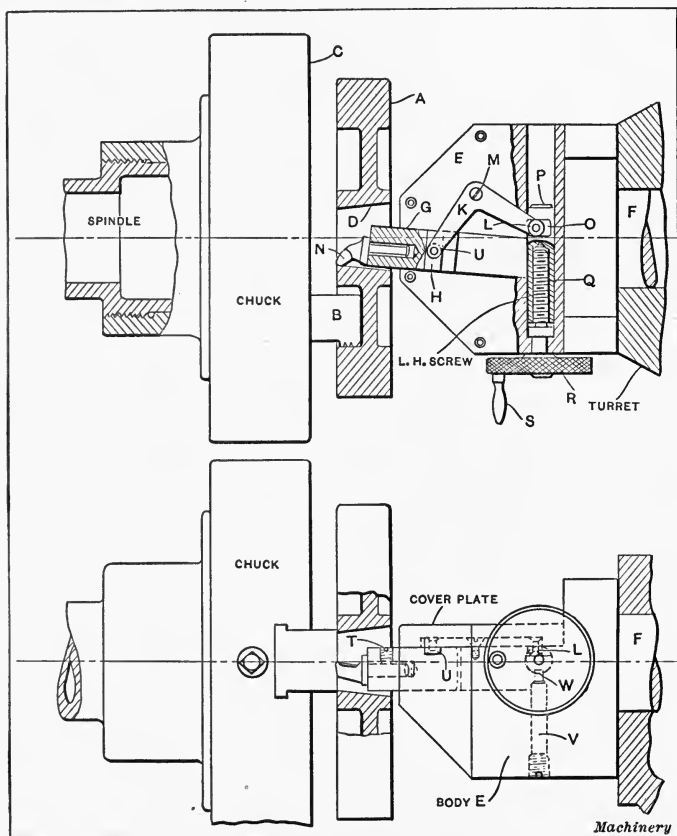 C
A
E
M
P
F
D
G
K
L
O
SPINDLE
N
U
Q
H
CHUCK
B
L. H. SCREW
R
TURRET
S
CHUCK
COVER PLATE
T
L
F
U
W
V
BODY E
Machinery